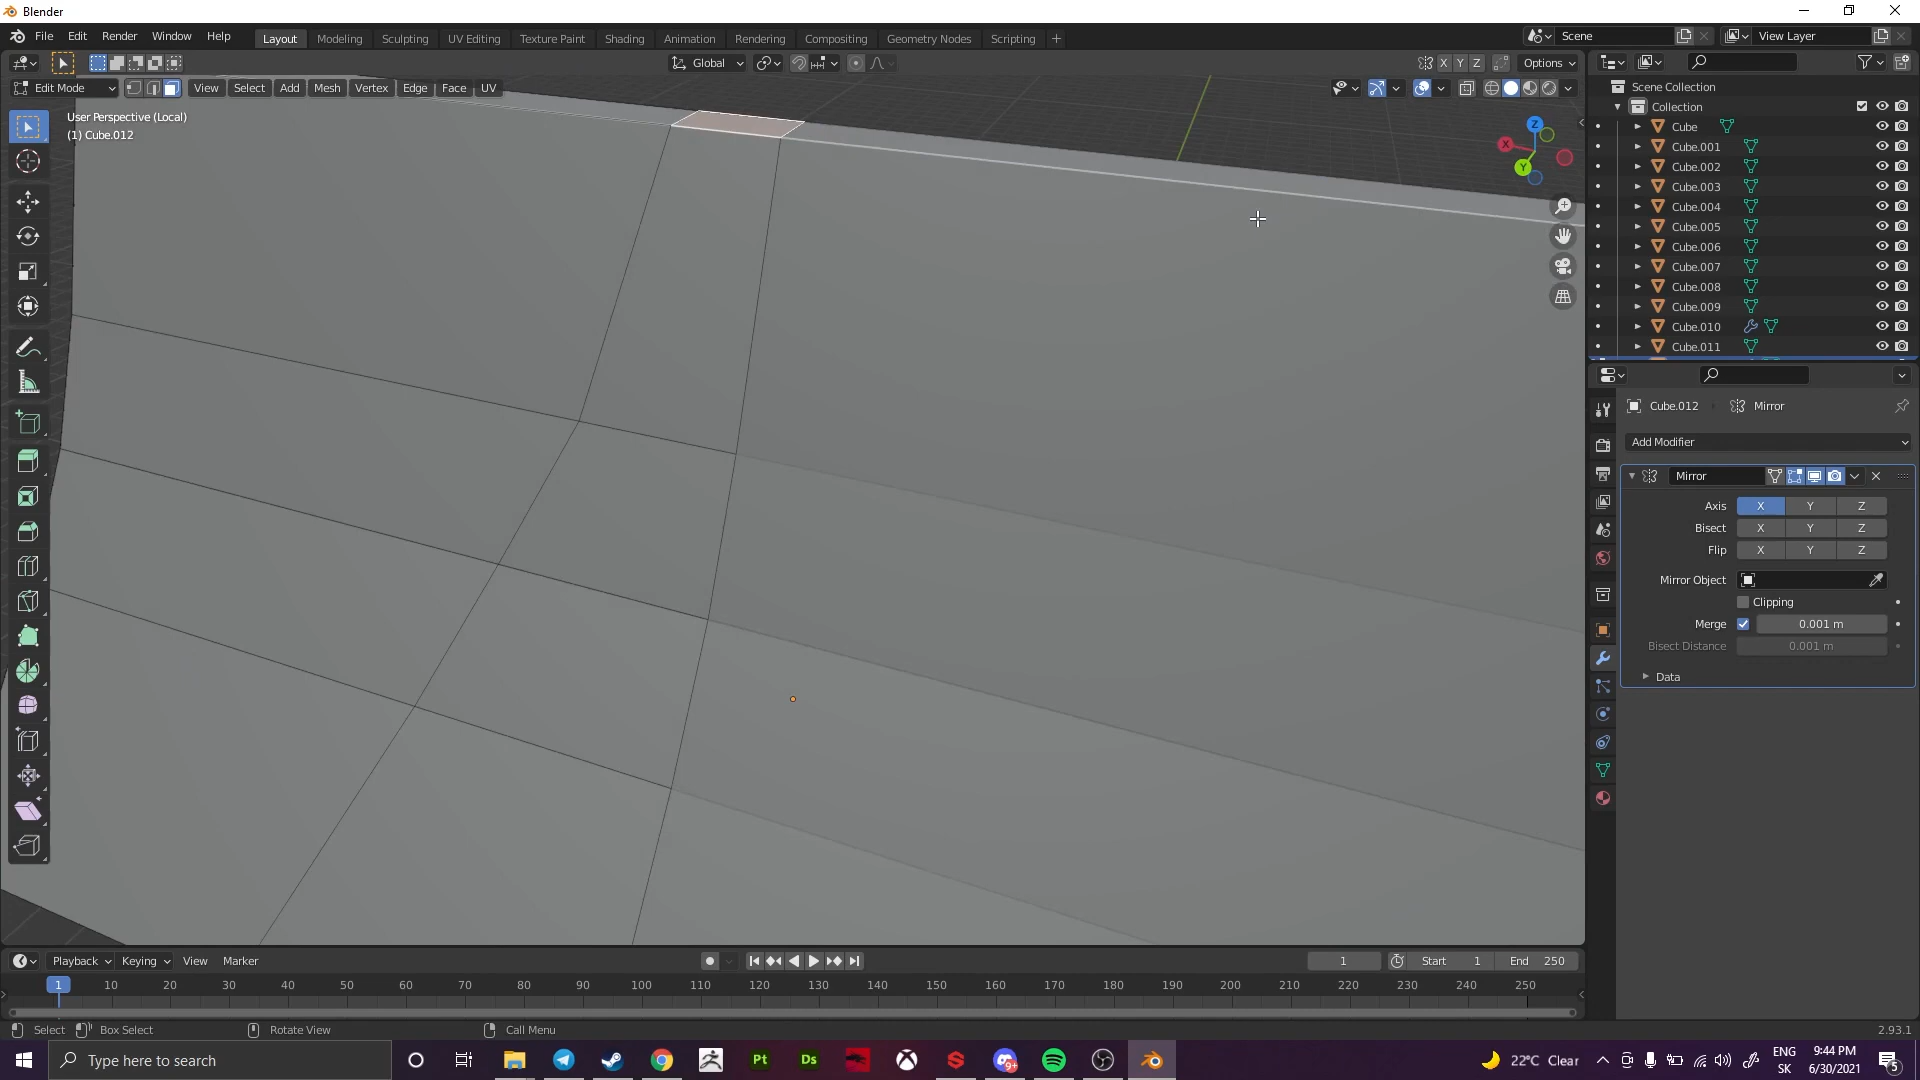 Blender
File Edit Render Window Help
Layout Modeling Sculpting UV Editing Texture Paint Shading Animation Rendering Compositing Geometry Nodes Scripting +
Scene
View Layer
Global
X Y Z
Options
Edit Mode
View Select Add Mesh Vertex Edge Face UV
User Perspective (Local)
(1) Cube.012
Z
X
Y
Scene Collection
Collection
Cube
Cube.001
Cube.002
Cube.003
Cube.004
Cube.005
Cube.006
Cube.007
Cube.008
Cube.009
Cube.010
Cube.011
Cube.012 Mirror
Add Modifier
Mirror
Axis X Y Z
Bisect X Y Z
Flip X Y Z
Mirror Object
Clipping
Merge 0.001 m
Bisect Distance 0.001 m
Data
Playback Keying View Marker
1
Start 1
End 250
1 10 20 30 40 50 60 70 80 90 100 110 120 130 140 150 160 170 180 190 200 210 220 230 240 250
Select Box Select Rotate View Call Menu
2.93.1
Type here to search
Pt
Ds
9+
22°C Clear
ENG
SK
9:44 PM
6/30/2021
5